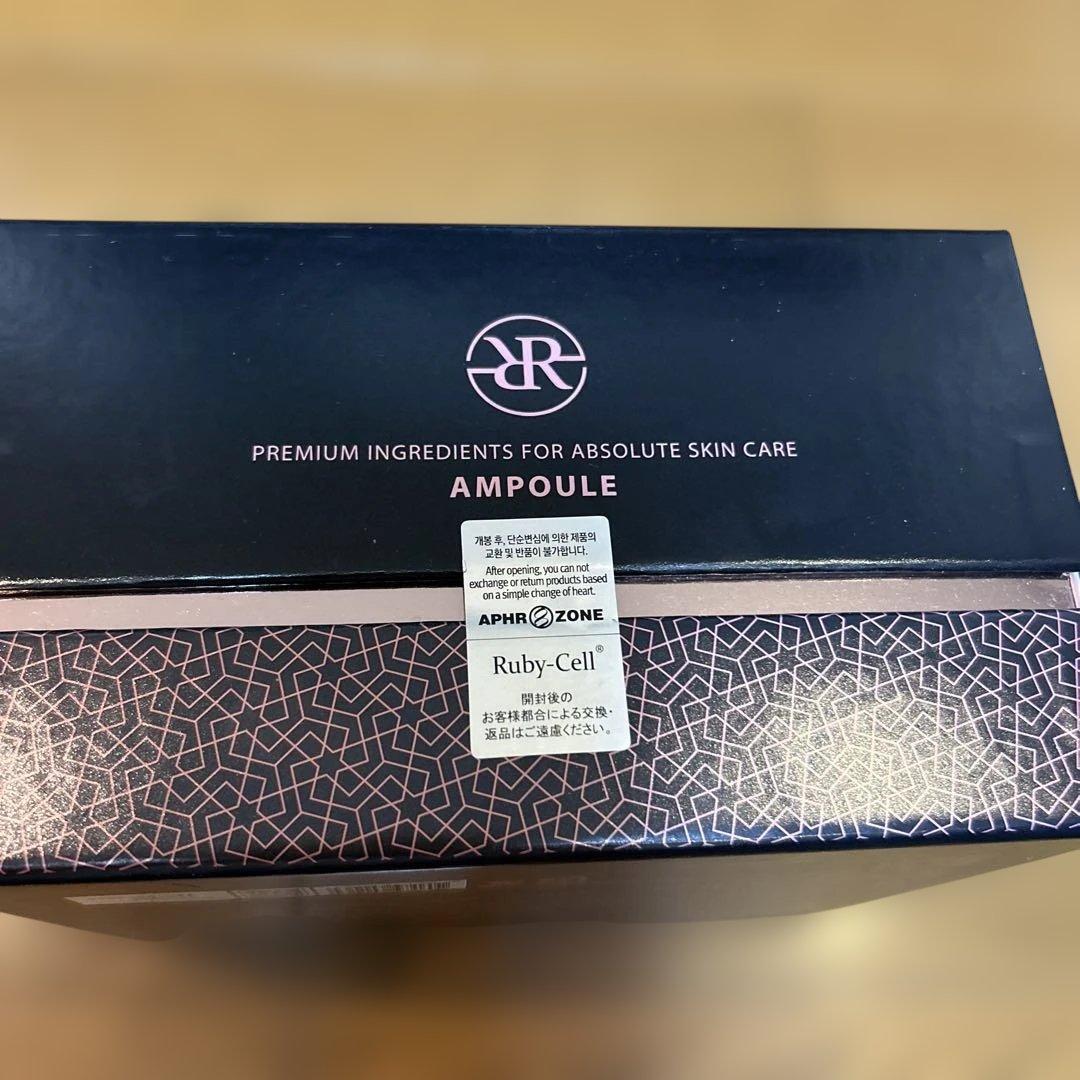 RR
PREMIUM INGREDIENTS FOR ABSOLUTE SKIN CARE
AMPOULE
개봉 후, 단순변심에 의한 제품의
교환 및 반품이 불가합니다.
After opening, you can not
exchange or return products based
on a simple change of heart.
APHROZONE
Ruby-Cell®
開封後の
お客様都合による交換・
返品はご遠慮ください。